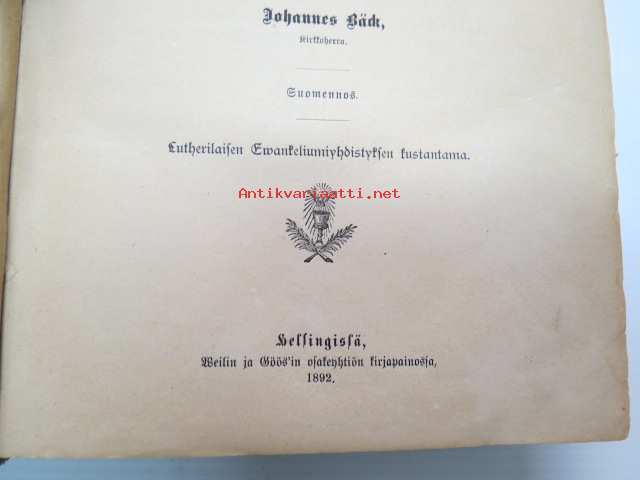 Johannes Bäck,
Kirkkoherra.
Suomennos.
Lutherilaisen Ewankeliumiyhdistyksen kustantama.
Antikvariaatti.net
Helsingissä,
Weilin ja Göös'in osakeyhtiön kirjapainossa,
1892.